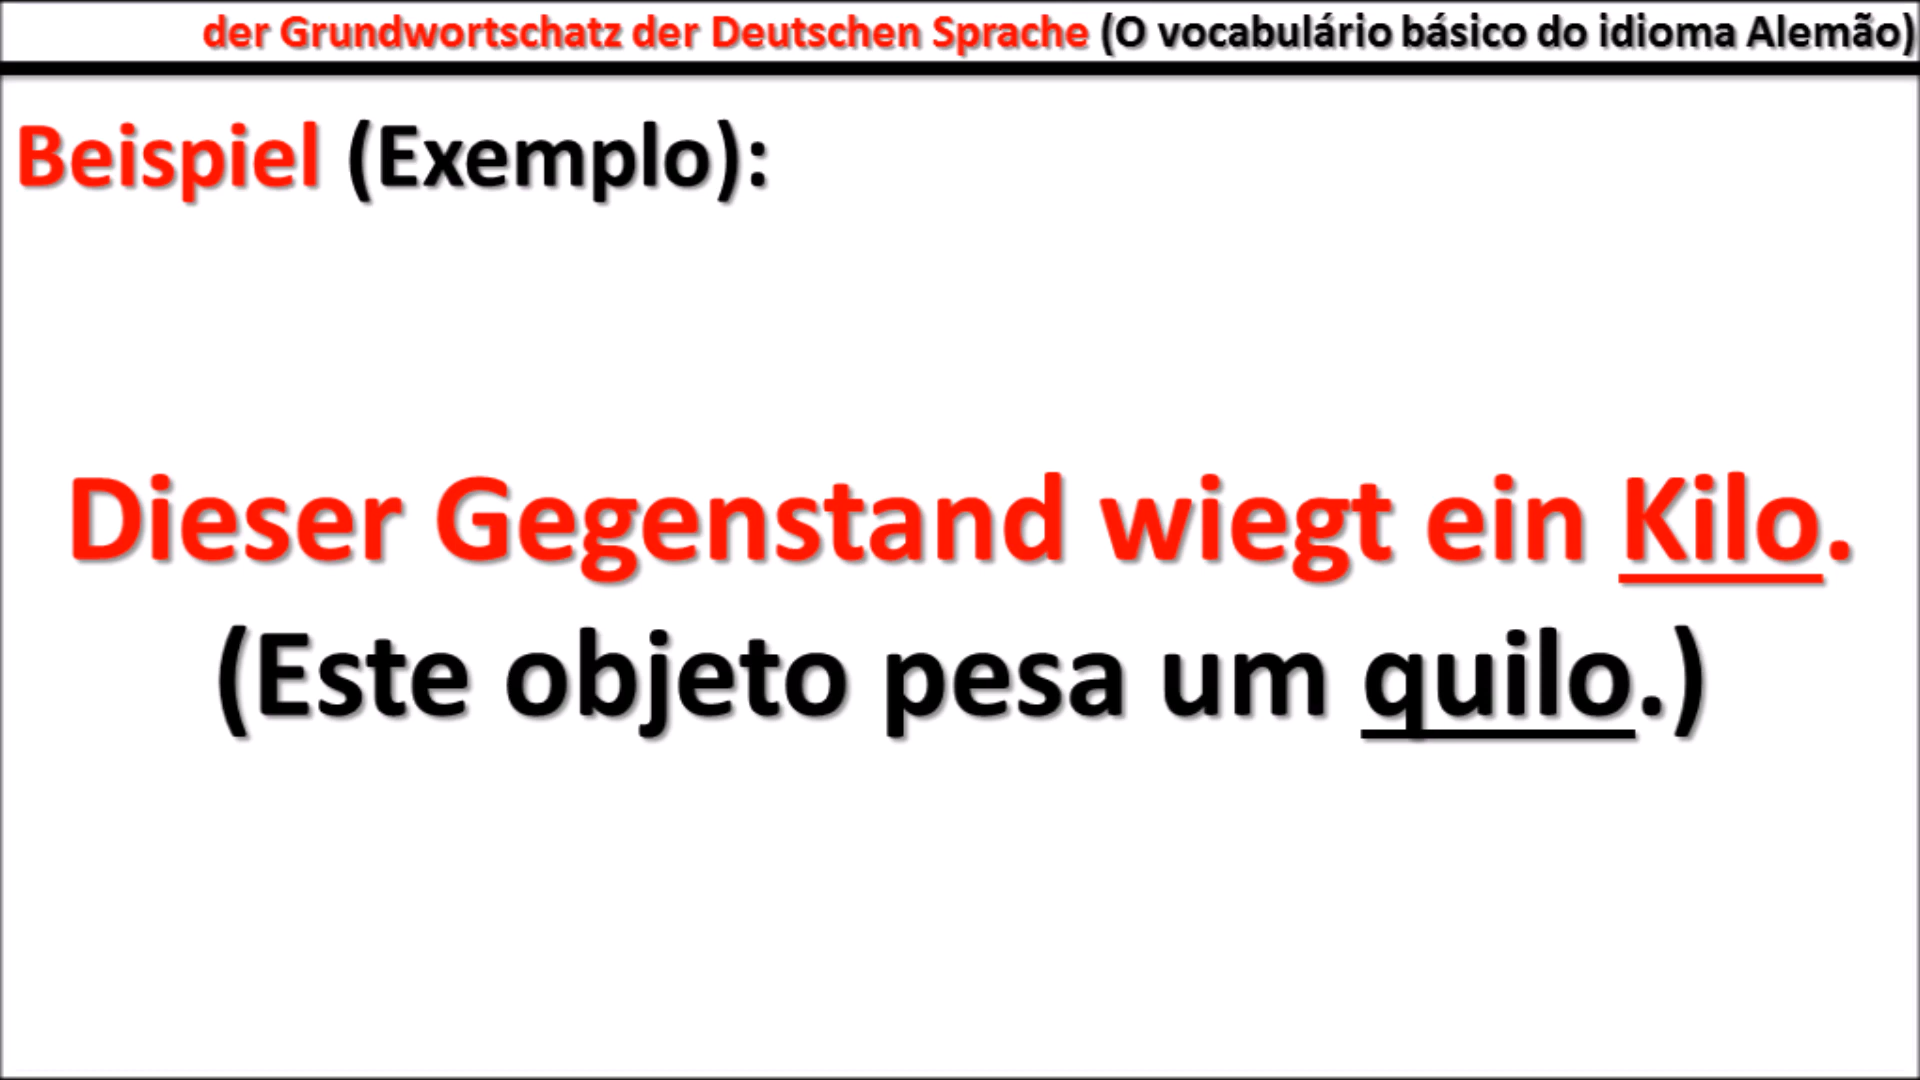 der Grundwortschatz der Deutschen Sprache (O vocabulário básico do idioma Alemão)
Beispiel (Exemplo):
Dieser Gegenstand wiegt ein Kilo.
(Este objeto pesa um quilo.)